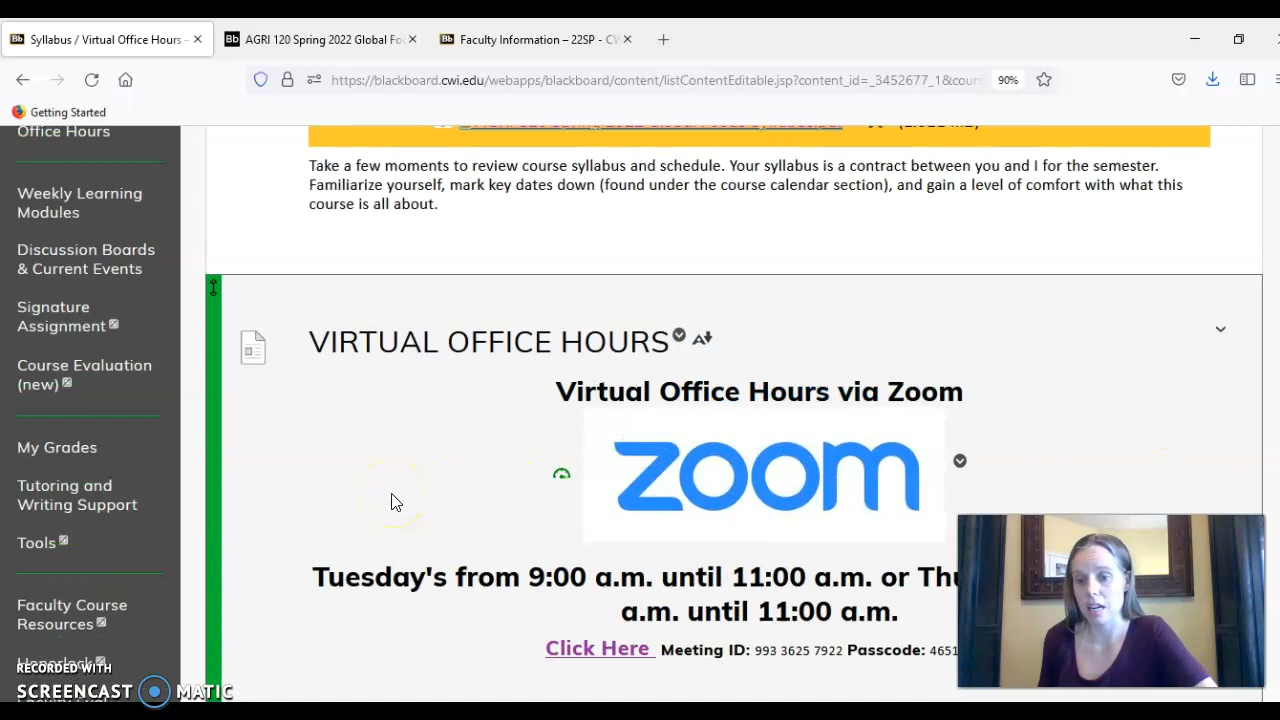 Syllabus / Virtual Office Hours –
AGRI 120 Spring 2022 Global Fo
Faculty Information – 22SP - CW
https://blackboard.cwi.edu/webapps/blackboard/content/listContentEditable.jsp?content_id=_3452677_1&cours
90%
Getting Started
Office Hours
Weekly Learning
Modules
Discussion Boards
& Current Events
Signature
Assignment
Course Evaluation
(new)
My Grades
Tutoring and
Writing Support
Tools
Faculty Course
Resources
Take a few moments to review course syllabus and schedule. Your syllabus is a contract between you and I for the semester.
Familiarize yourself, mark key dates down (found under the course calendar section), and gain a level of comfort with what this
course is all about.
VIRTUAL OFFICE HOURS
Virtual Office Hours via Zoom
zoom
Tuesday's from 9:00 a.m. until 11:00 a.m. or Thu
a.m. until 11:00 a.m.
Click Here Meeting ID: 993 3625 7922 Passcode: 4651
RECORDED WITH
SCREENCAST MATIC